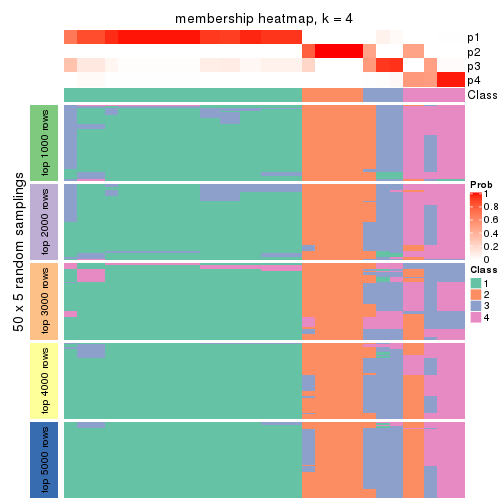 membership heatmap, k = 4
p1
p2
p3
p4
Class
50 x 5 random samplings
top 1000 rows
top 2000 rows
top 3000 rows
top 4000 rows
top 5000 rows
Prob
1
0.8
0.6
0.4
0.2
0
Class
1
2
3
4